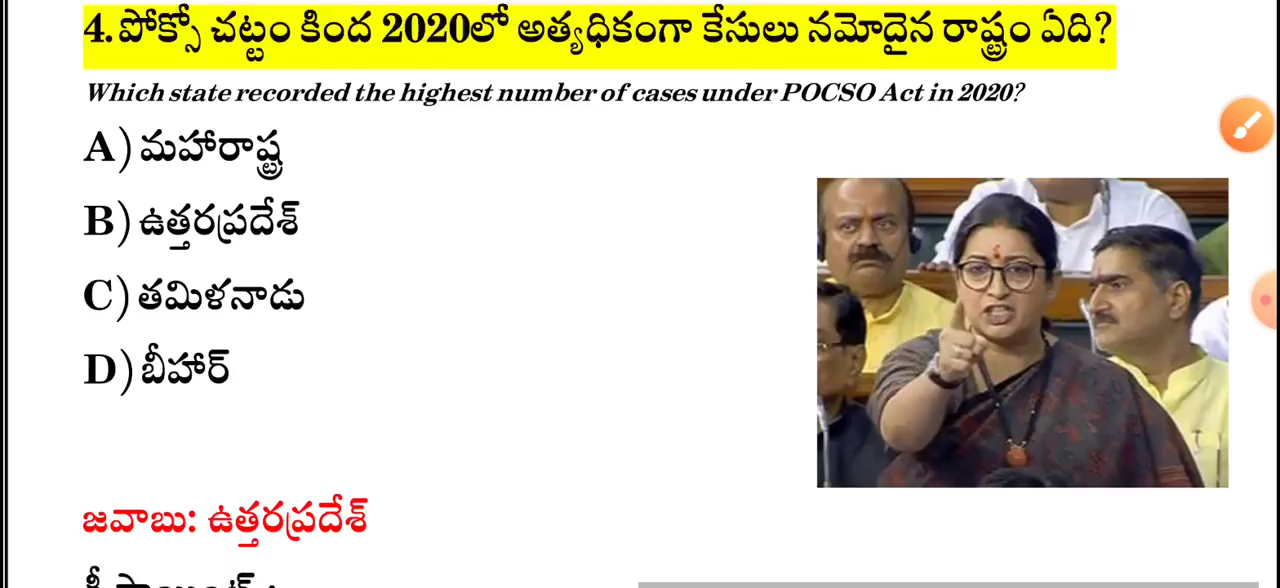 4. పోక్సో చట్టం కింద 2020లో అత్యధికంగా కేసులు నమోదైన రాష్ట్రం ఏది?
Which state recorded the highest number of cases under POCSO Act in 2020?
A) మహారాష్ట్ర
B) ఉత్తరప్రదేశ్
C) తమిళనాడు
D) బీహార్
జవాబు: ఉత్తరప్రదేశ్